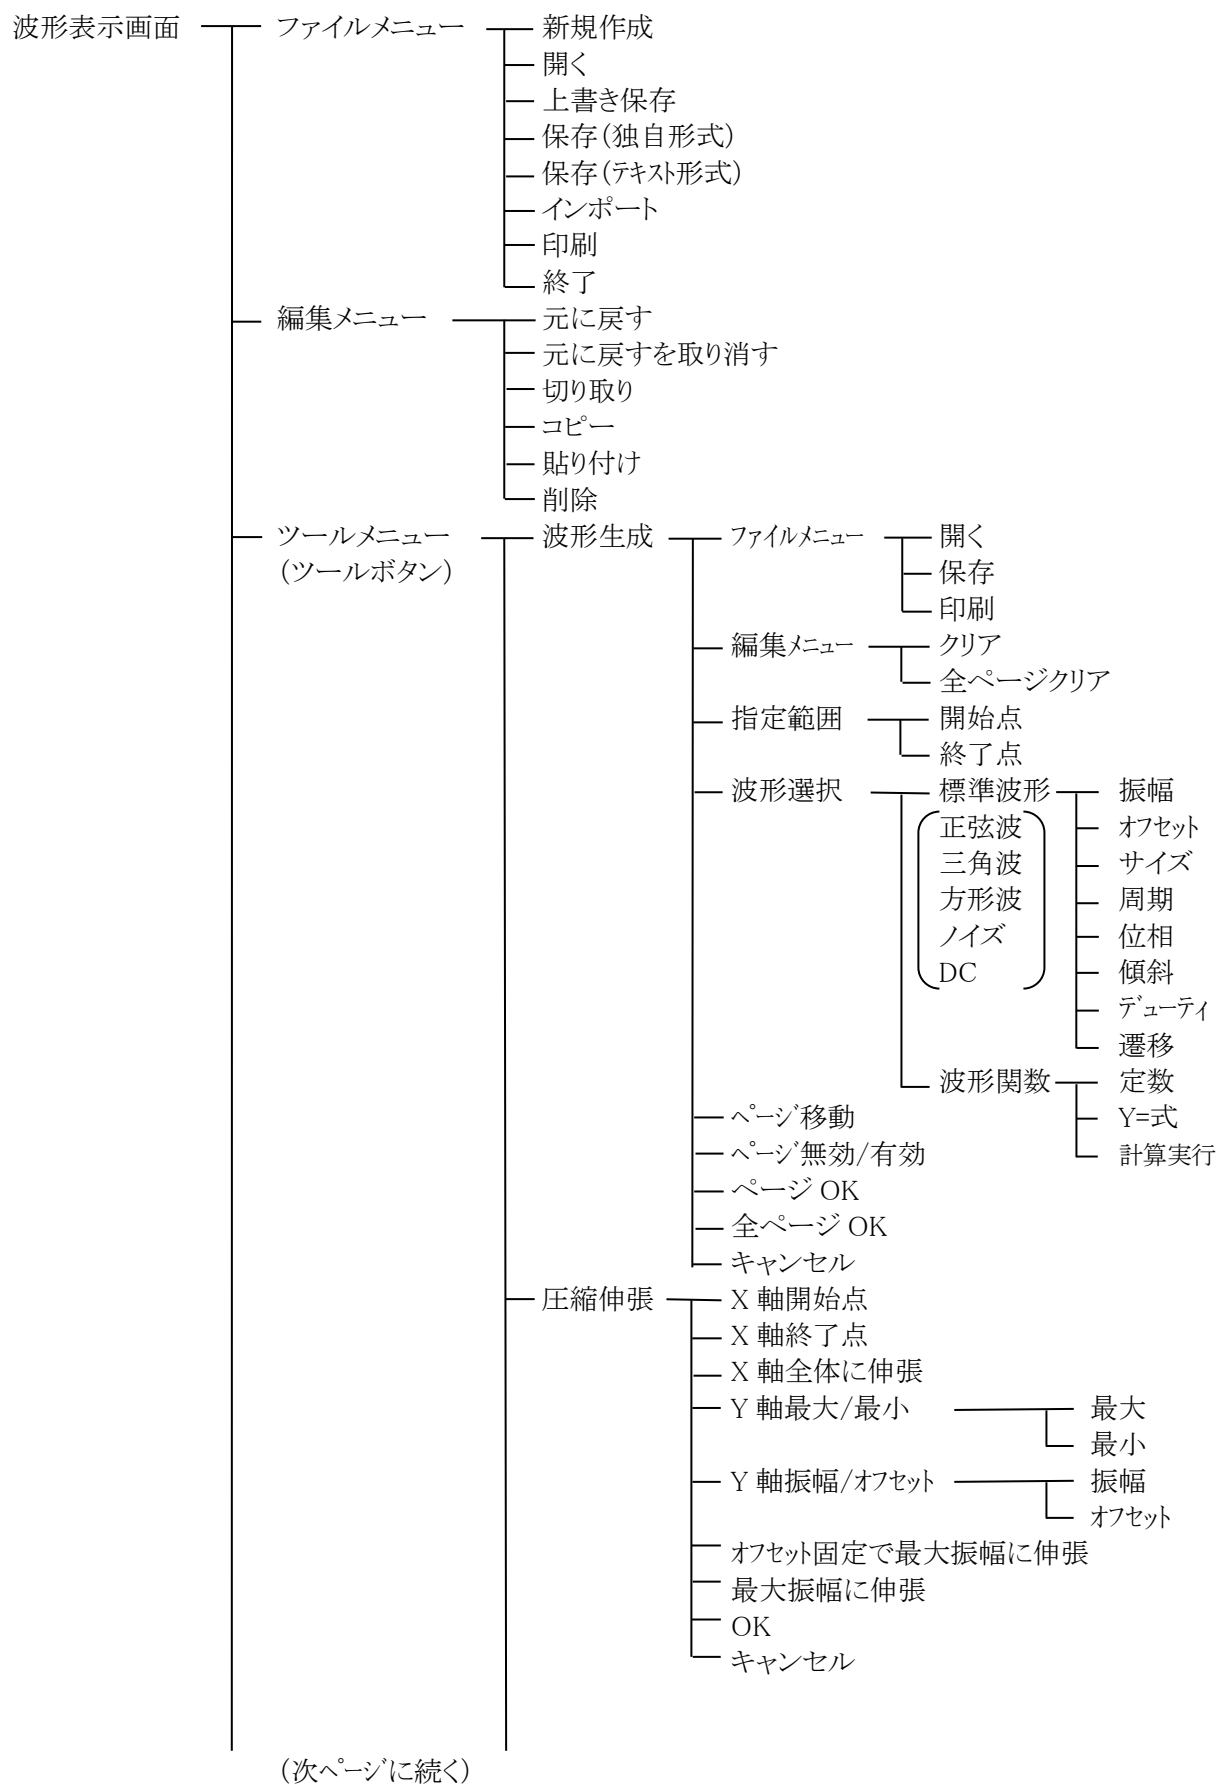 波形表示画面 ファイルメニュー 新規作成
開く
上書き保存
保存(独自形式)
保存(テキスト形式)
インポート
印刷
終了
編集メニュー 元に戻す
元に戻すを取り消す
切り取り
コピー
貼り付け
削除
ツールメニュー 波形生成 ファイルメニュー 開く
(ツールボタン) 保存
印刷
編集メニュー クリア
全ページクリア
指定範囲 開始点
終了点
波形選択 標準波形 振幅
正弦波 オフセット
三角波 サイズ
方形波 周期
ノイズ 位相
DC 傾斜
デューティ
遷移
波形関数 定数
ページ移動 Y=式
ページ無効/有効 計算実行
ページ OK
全ページ OK
キャンセル
圧縮伸張 X 軸開始点
X 軸終了点
X 軸全体に伸張
Y 軸最大/最小 最大
最小
Y 軸振幅/オフセット 振幅
オフセット
オフセット固定で最大振幅に伸張
最大振幅に伸張
OK
キャンセル
(次ページに続く)